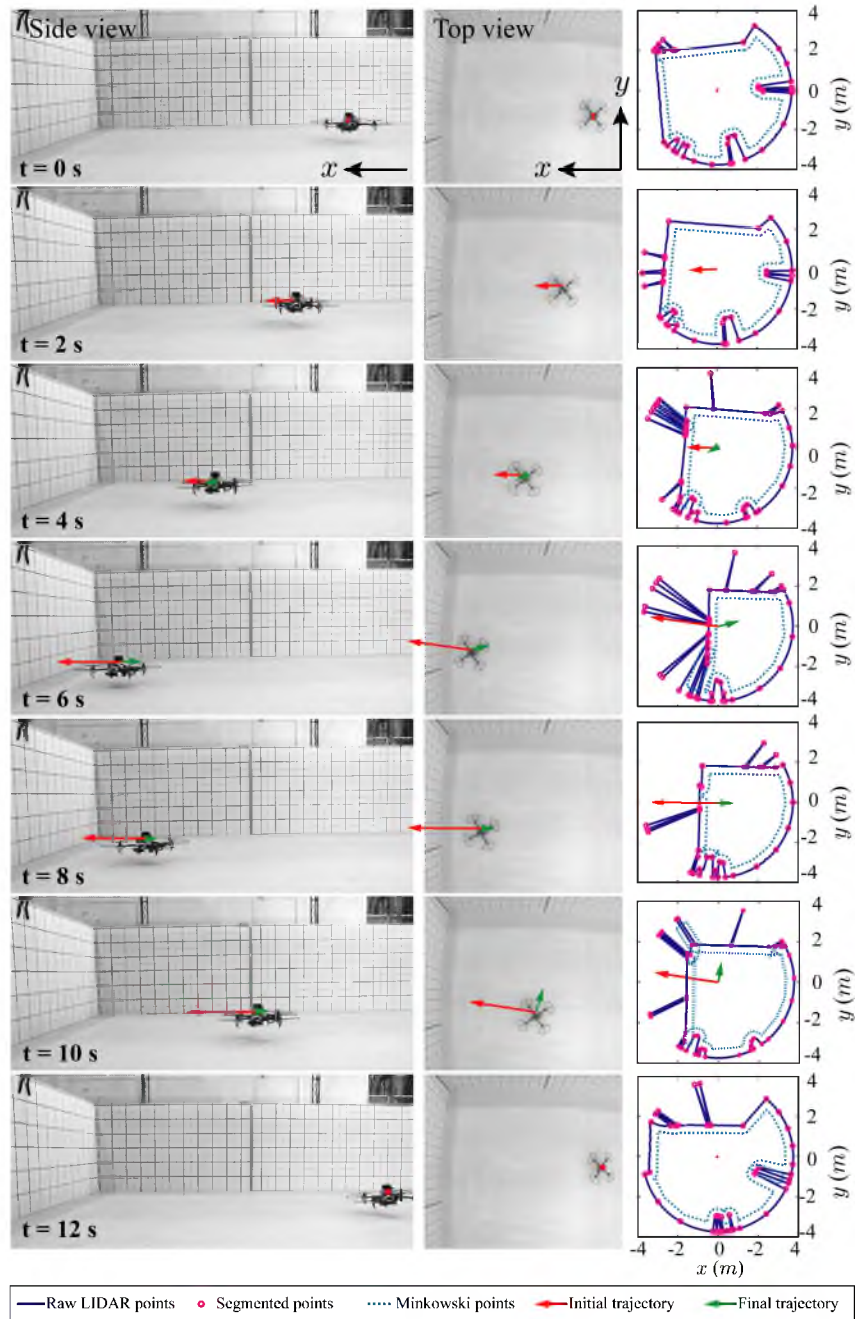 Side view
Top view
y
x
x
t = 0 s
4
2
0
-2
-4
y (m)
t = 2 s
4
2
0
-2
-4
y (m)
t = 4 s
4
2
0
-2
-4
y (m)
t = 6 s
4
2
0
-2
-4
y (m)
t = 8 s
4
2
0
-2
-4
y (m)
t = 10 s
4
2
0
-2
-4
y (m)
t = 12 s
4
2
0
-2
-4
y (m)
-4 -2 0 -2 4
x (m)
Raw LIDAR points Segmented points Minkowski points Initial trajectory Final trajectory